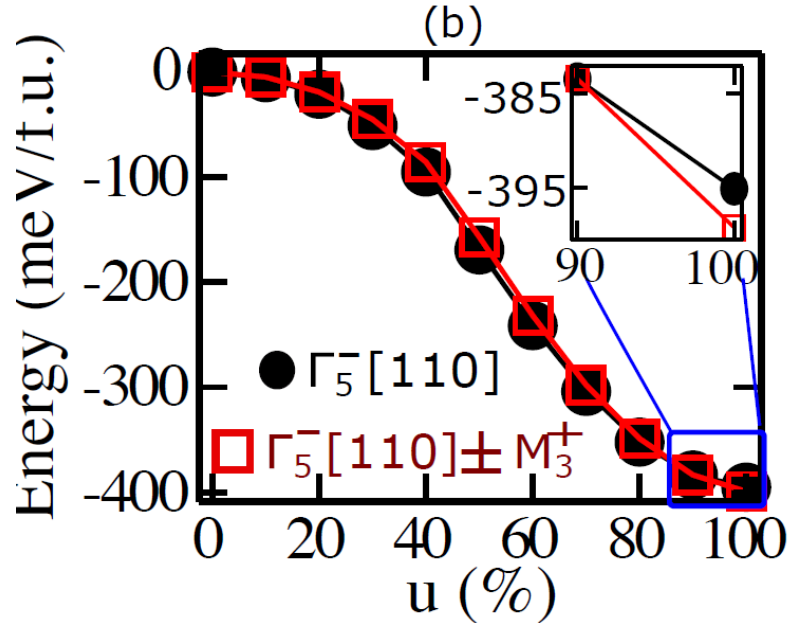 (b)
0
-100
-200
-300
-400
Energy (meV/f.u.)
-385
-395
90 100
Γ₅⁻[110]
Γ₅⁻[110]± M₃⁺
0 20 40 60 80 100
u (%)